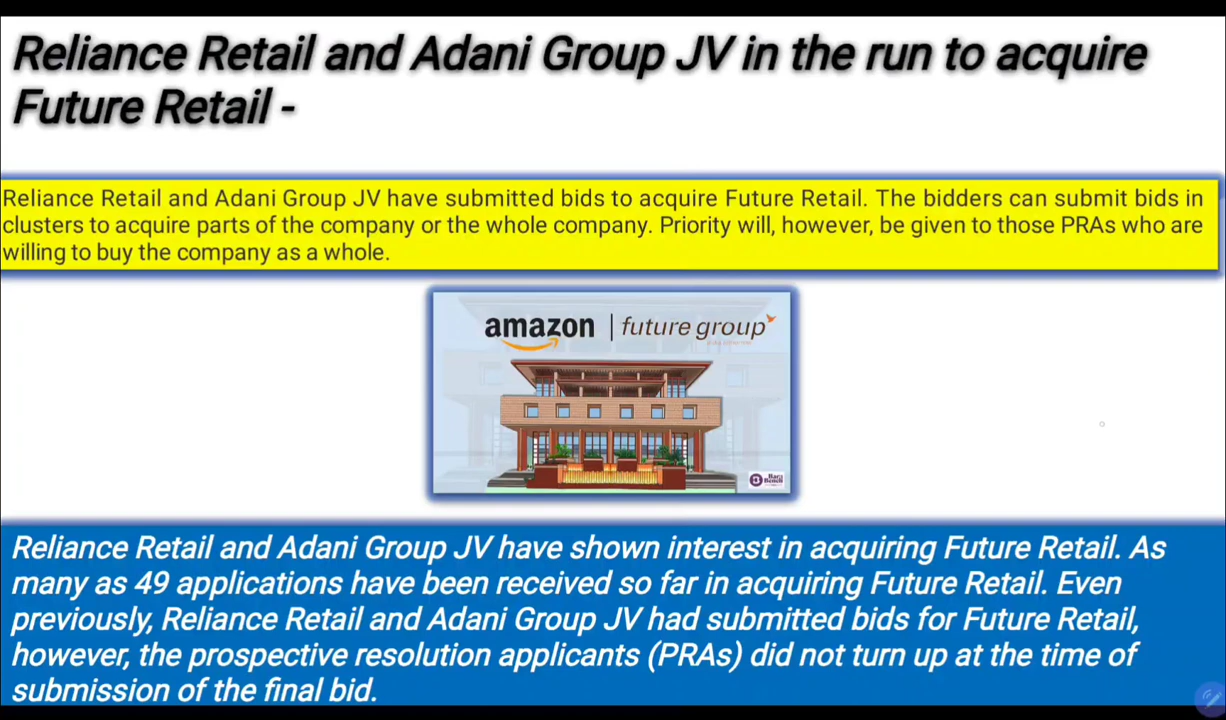 Reliance Retail and Adani Group JV in the run to acquire
Future Retail -
Reliance Retail and Adani Group JV have submitted bids to acquire Future Retail. The bidders can submit bids in
clusters to acquire parts of the company or the whole company. Priority will, however, be given to those PRAs who are
willing to buy the company as a whole.
amazon | future group
Bar&
Bench
Reliance Retail and Adani Group JV have shown interest in acquiring Future Retail. As
many as 49 applications have been received so far in acquiring Future Retail. Even
previously, Reliance Retail and Adani Group JV had submitted bids for Future Retail,
however, the prospective resolution applicants (PRAs) did not turn up at the time of
submission of the final bid.